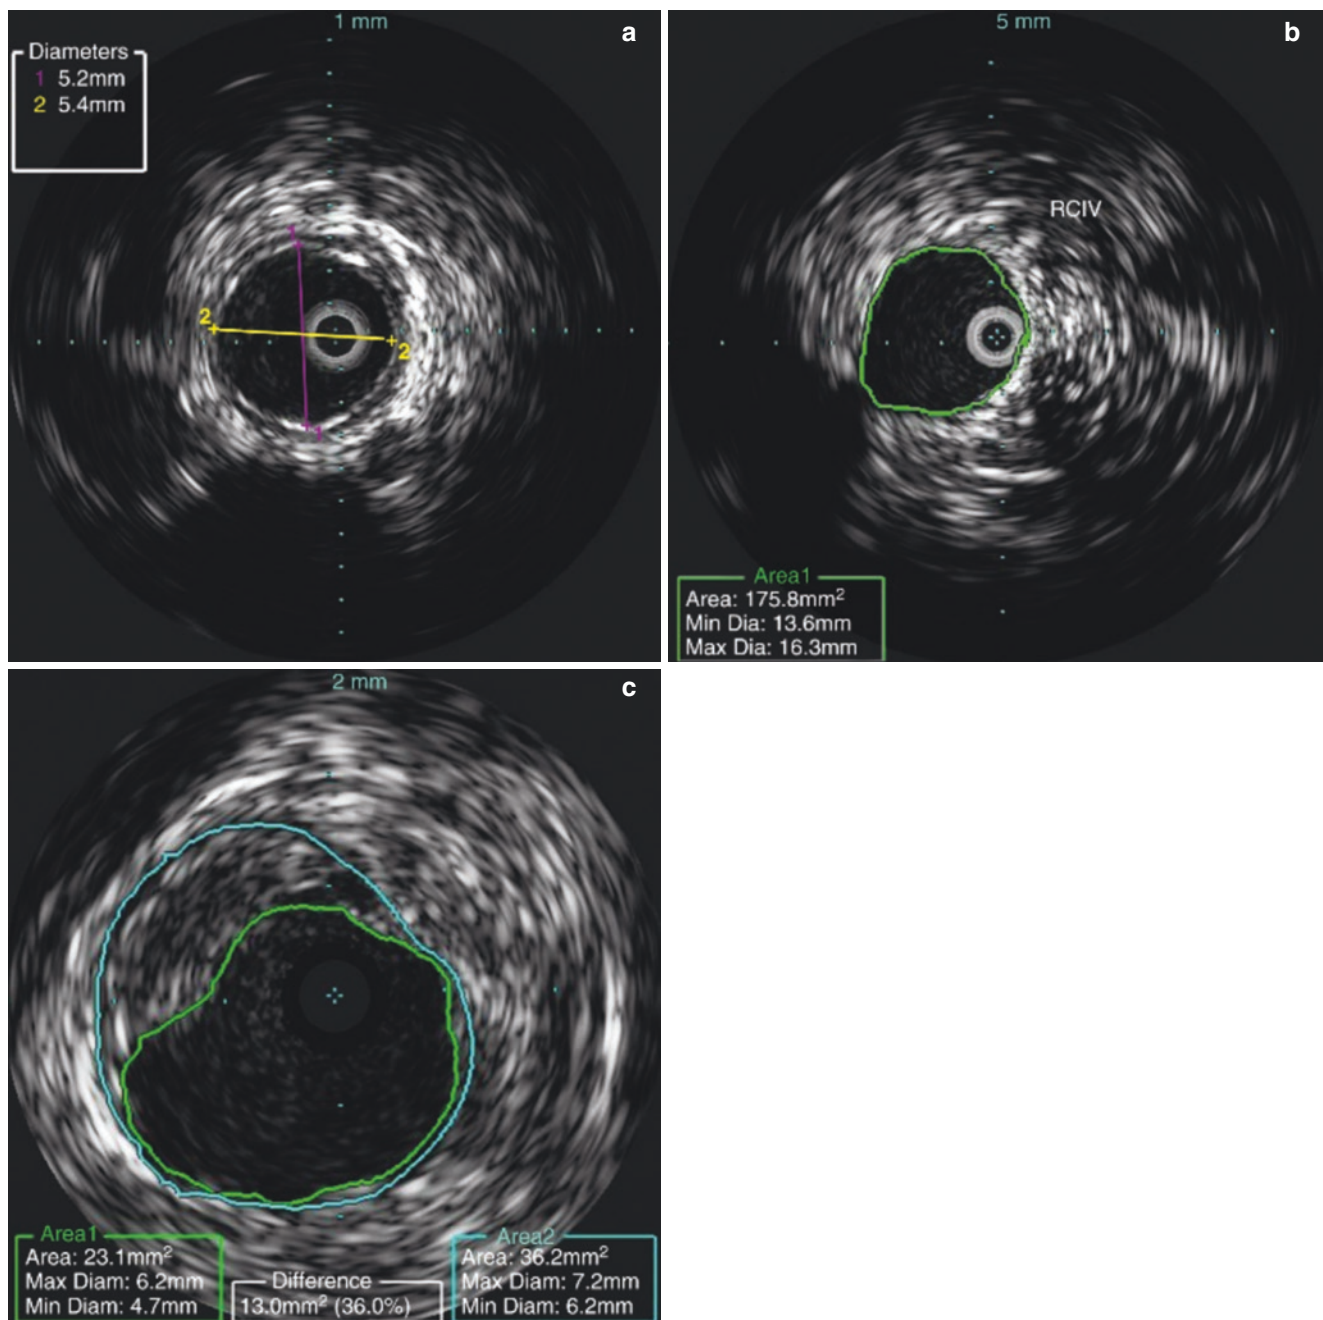 1 mm
a
Diameters
1 5.2mm
2 5.4mm
1
2
2
1
5 mm
b
RCIV
Area1
Area: 175.8mm²
Min Dia: 13.6mm
Max Dia: 16.3mm
2 mm
c
Area1
Area: 23.1mm²
Max Diam: 6.2mm
Min Diam: 4.7mm
Difference
13.0mm² (36.0%)
Area2
Area: 36.2mm²
Max Diam: 7.2mm
Min Diam: 6.2mm